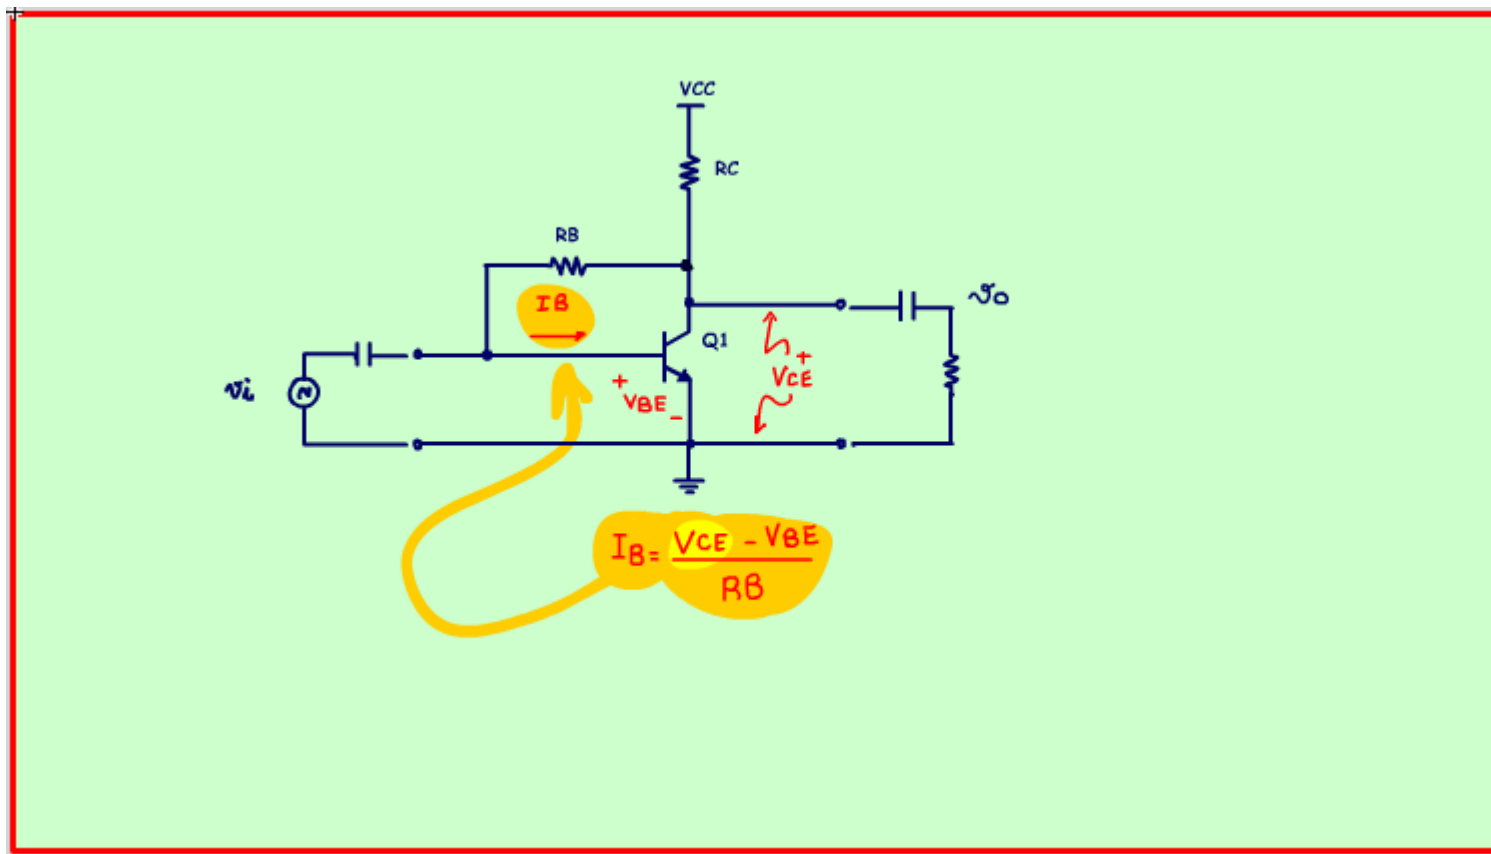 VCC
RC
RB
IB
vo
Q1
+
VCE
vi
+
VBE -
IB = VCE - VBE
RB